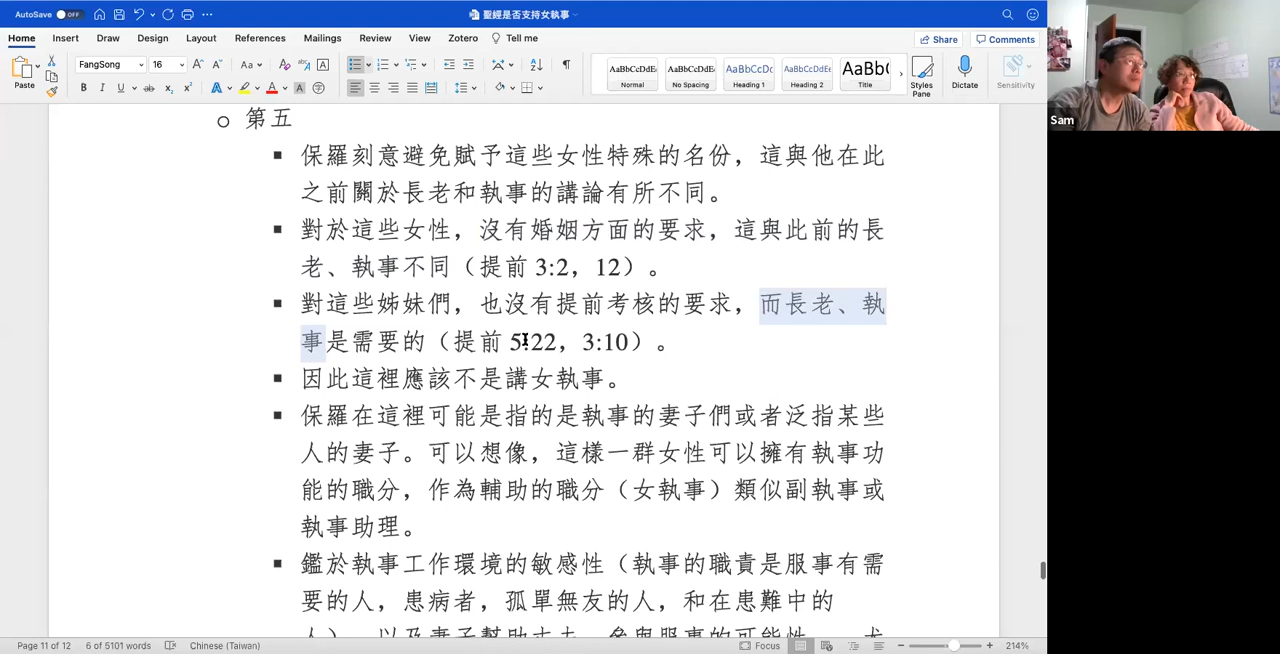 AutoSave OFF
聖經是否支持女執事
Home Insert Draw Design Layout References Mailings Review View Zotero Tell me
Share Comments
Paste
FangSong 16
Aa
B I U ab x₂ x² A A A
AaBbCcDdEe AaBbCcDdEe AaBbCcDc AaBbCcDdEe AaBb(
Normal No Spacing Heading 1 Heading 2 Title
Styles Pane
Dictate
Sensitivity
Sam
第五
保羅刻意避免賦予這些女性特殊的名份，這與他在此
之前關於長老和執事的講論有所不同。
對於這些女性，沒有婚姻方面的要求，這與此前的長
老、執事不同（提前 3:2，12）。
對這些姊妹們，也沒有提前考核的要求，而長老、執
事是需要的（提前 5:22，3:10）。
因此這裡應該不是講女執事。
保羅在這裡可能是指的是執事的妻子們或者泛指某些
人的妻子。可以想像，這樣一群女性可以擁有執事功
能的職分，作為輔助的職分（女執事）類似副執事或
執事助理。
鑑於執事工作環境的敏感性（執事的職責是服事有需
要的人，患病者，孤單無友的人，和在患難中的
Page 11 of 12 6 of 5101 words Chinese (Taiwan) Focus 214%